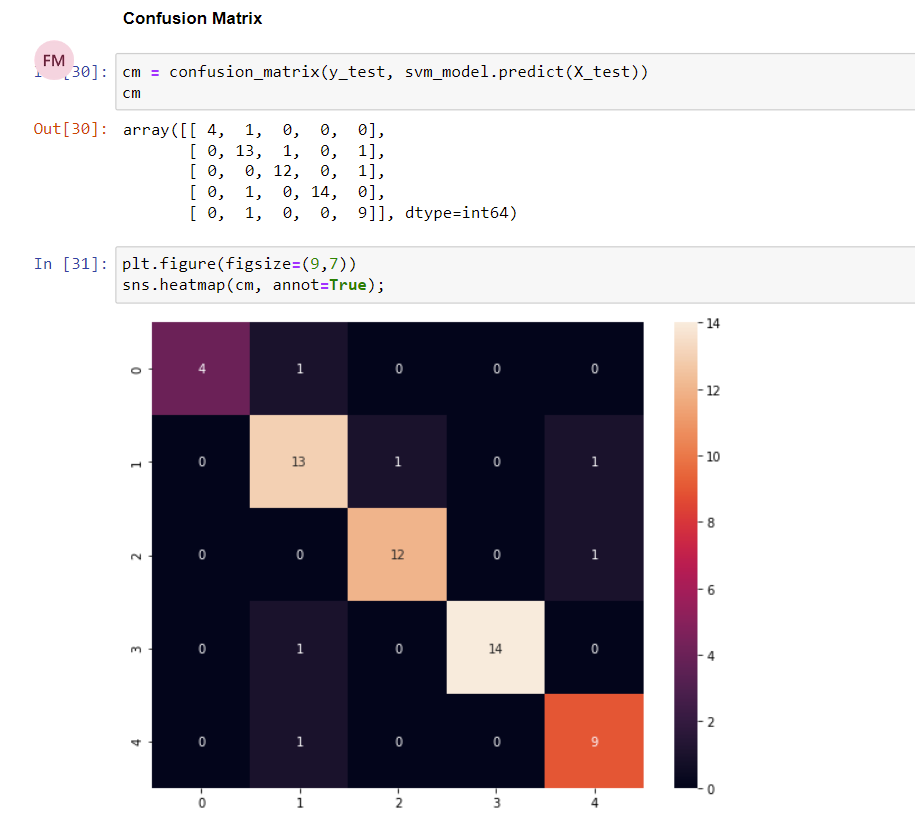 Confusion Matrix
FM
In [30]:
cm = confusion_matrix(y_test, svm_model.predict(X_test))
cm
Out[30]:
array([[ 4,  1,  0,  0,  0],
       [ 0, 13,  1,  0,  1],
       [ 0,  0, 12,  0,  1],
       [ 0,  1,  0, 14,  0],
       [ 0,  1,  0,  0,  9]], dtype=int64)
In [31]:
plt.figure(figsize=(9,7))
sns.heatmap(cm, annot=True);
0 4 1 0 0 0
1 0 13 1 0 1
2 0 0 12 0 1
3 0 1 0 14 0
4 0 1 0 0 9
0 1 2 3 4
14
12
10
8
6
4
2
0